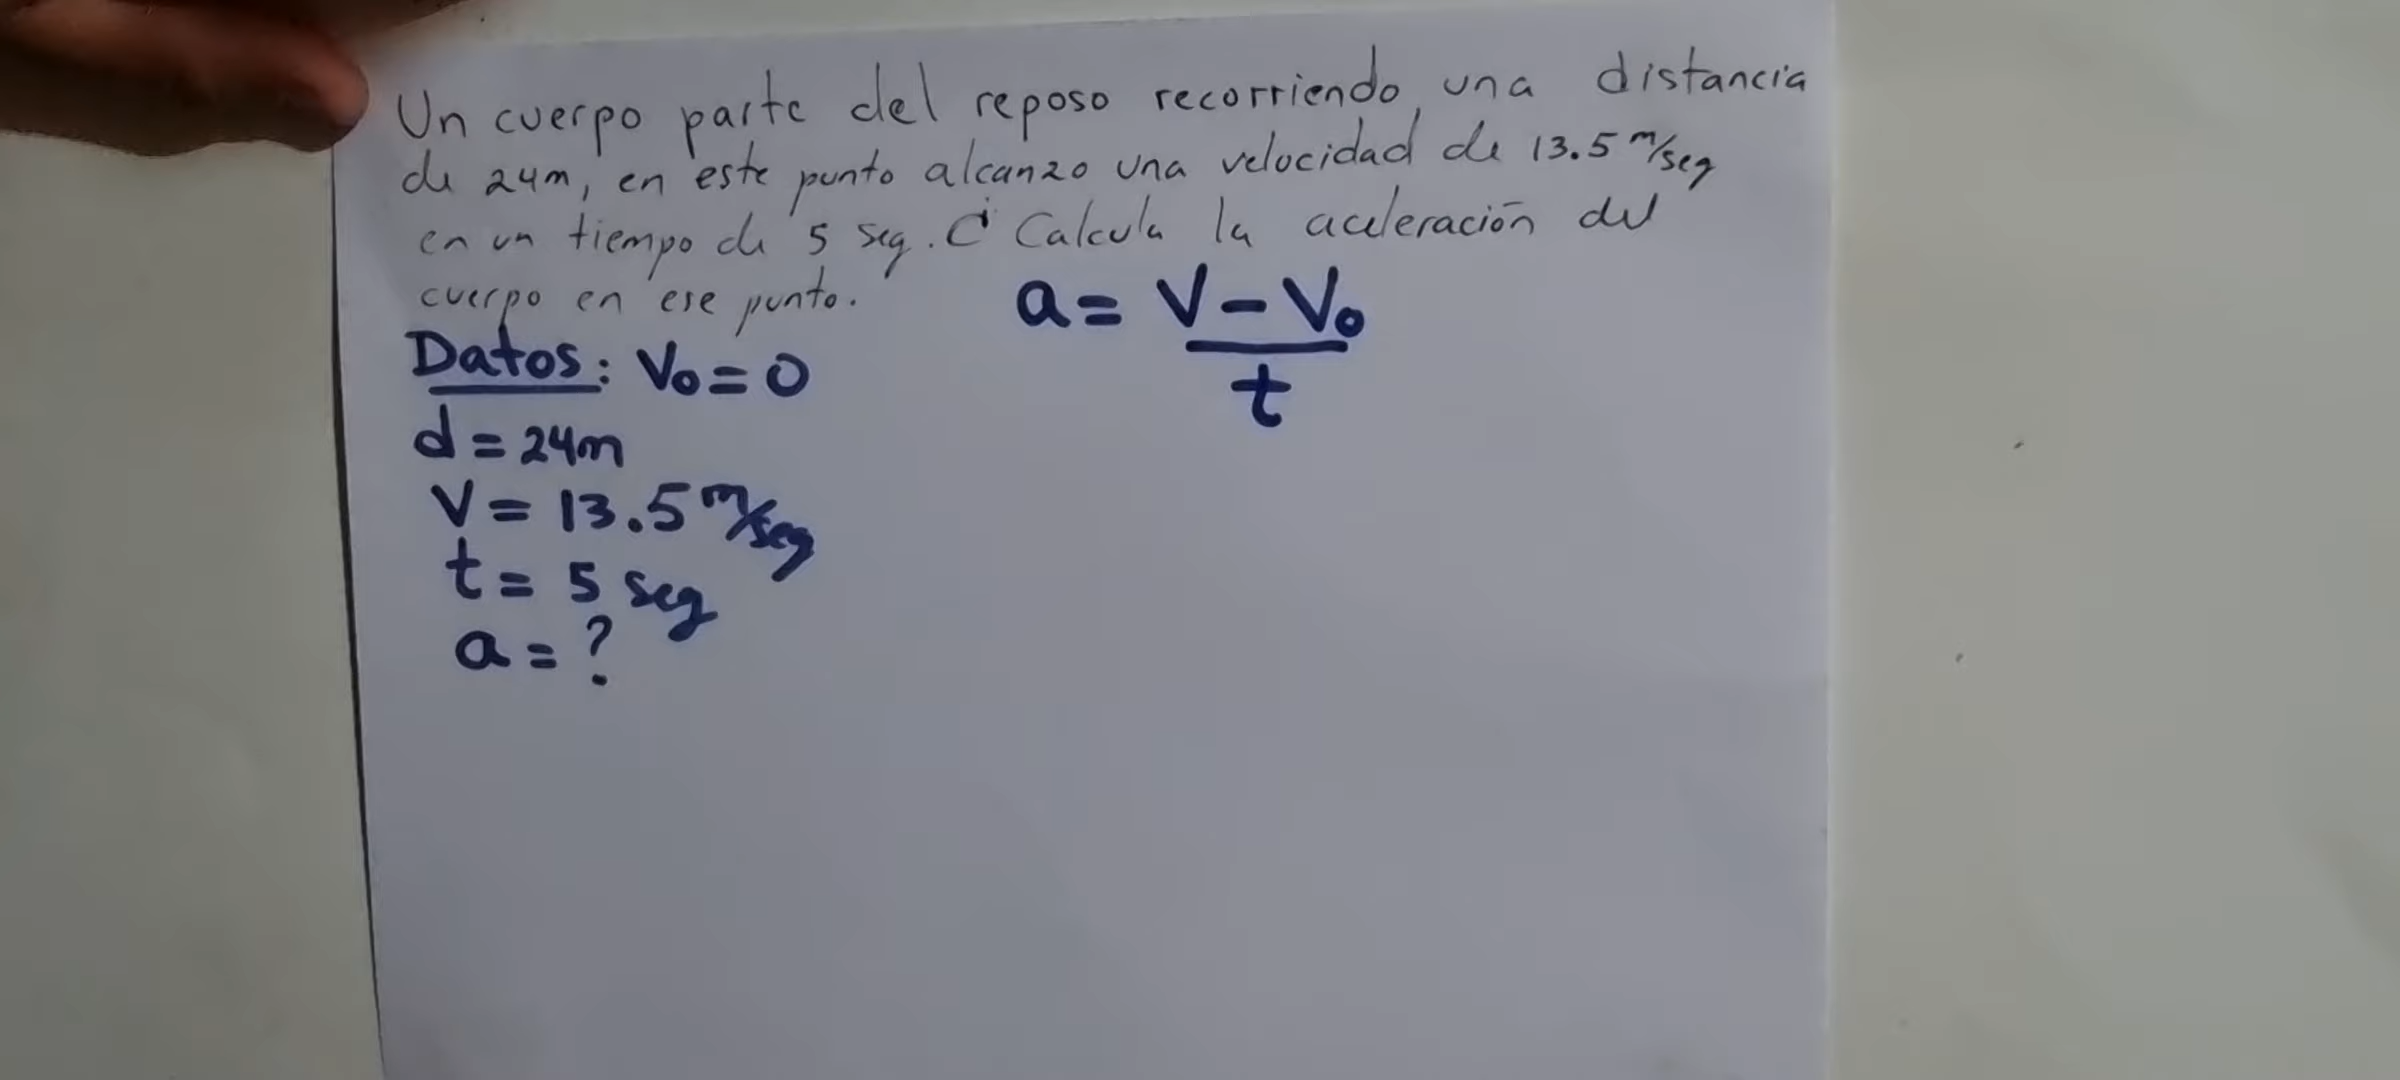 Un cuerpo parte del reposo recorriendo, una distancia
de 24m, en este punto alcanzo una velocidad de 13.5 m/seg
en un tiempo de 5 seg. C Calcula la aceleración del
cuerpo en ese punto.
a = V - Vo
t
Datos: Vo = 0
d = 24m
V = 13.5 m/seg
t = 5 seg
a = ?